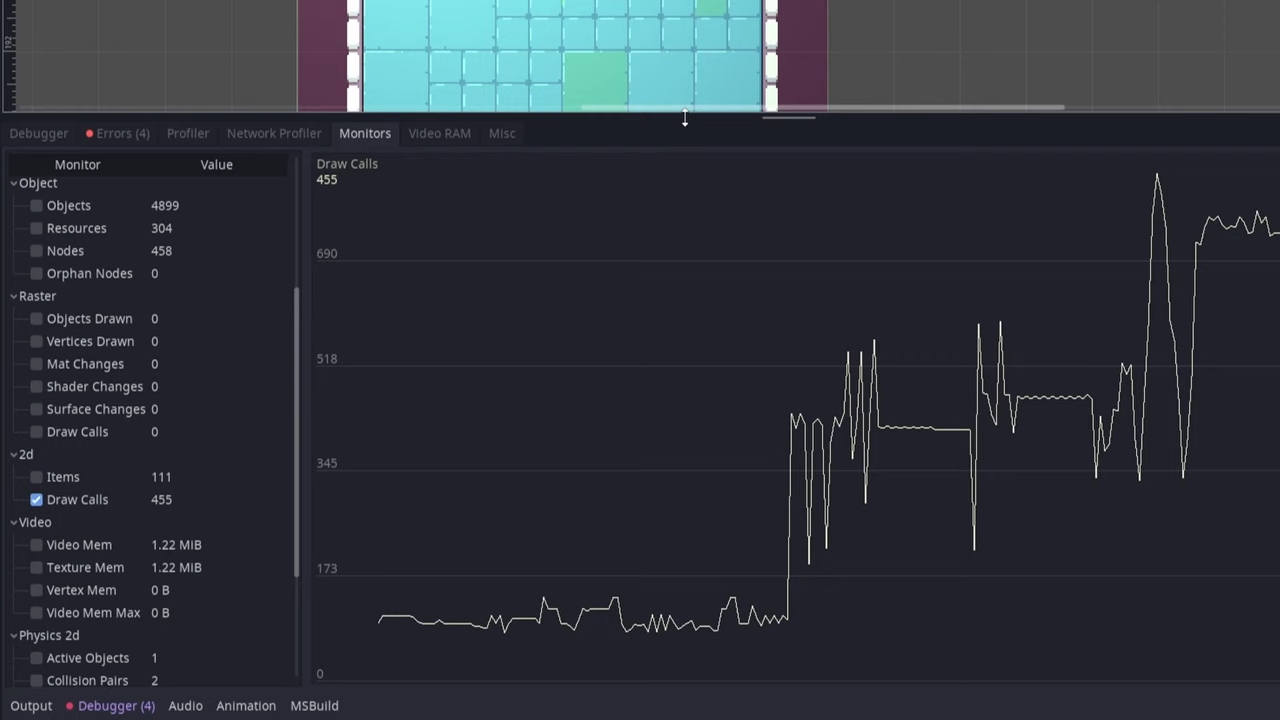 192
Debugger Errors (4) Profiler Network Profiler Monitors Video RAM Misc
Monitor Value
Object
Objects 4899
Resources 304
Nodes 458
Orphan Nodes 0
Raster
Objects Drawn 0
Vertices Drawn 0
Mat Changes 0
Shader Changes 0
Surface Changes 0
Draw Calls 0
2d
Items 111
Draw Calls 455
Video
Video Mem 1.22 MiB
Texture Mem 1.22 MiB
Vertex Mem 0 B
Video Mem Max 0 B
Physics 2d
Active Objects 1
Collision Pairs 2
Draw Calls
455
690
518
345
173
0
Output Debugger (4) Audio Animation MSBuild